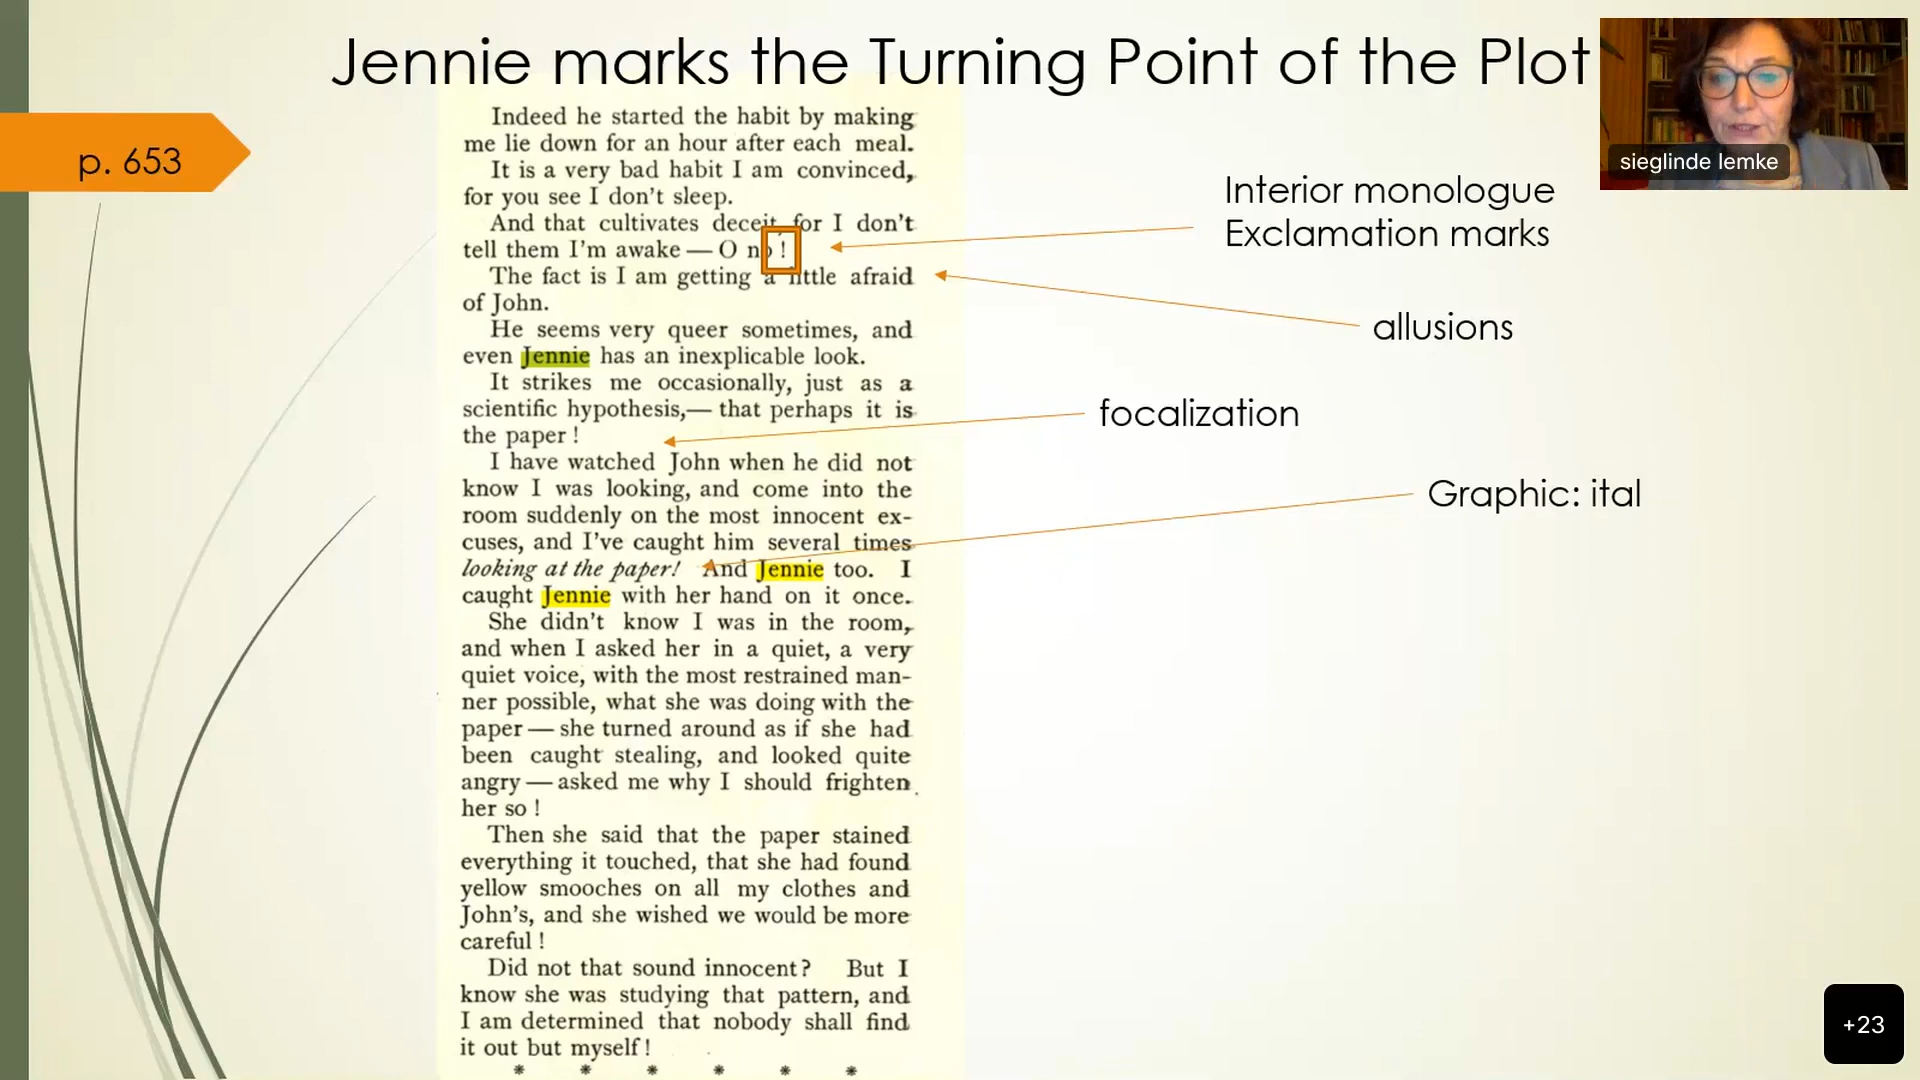 Jennie marks the Turning Point of the Plot
sieglinde lemke
p. 653
Indeed he started the habit by making
me lie down for an hour after each meal.
It is a very bad habit I am convinced,
for you see I don't sleep.
And that cultivates deceit, for I don't
tell them I'm awake — O no !
The fact is I am getting a little afraid
of John.
He seems very queer sometimes, and
even Jennie has an inexplicable look.
It strikes me occasionally, just as a
scientific hypothesis,— that perhaps it is
the paper !
I have watched John when he did not
know I was looking, and come into the
room suddenly on the most innocent ex-
cuses, and I've caught him several times
looking at the paper! And Jennie too. I
caught Jennie with her hand on it once.
She didn't know I was in the room,
and when I asked her in a quiet, a very
quiet voice, with the most restrained man-
ner possible, what she was doing with the
paper — she turned around as if she had
been caught stealing, and looked quite
angry — asked me why I should frighten
her so !
Then she said that the paper stained
everything it touched, that she had found
yellow smooches on all my clothes and
John's, and she wished we would be more
careful !
Did not that sound innocent? But I
know she was studying that pattern, and
I am determined that nobody shall find
it out but myself !
* * * * * *
Interior monologue
Exclamation marks
allusions
focalization
Graphic: ital
+23